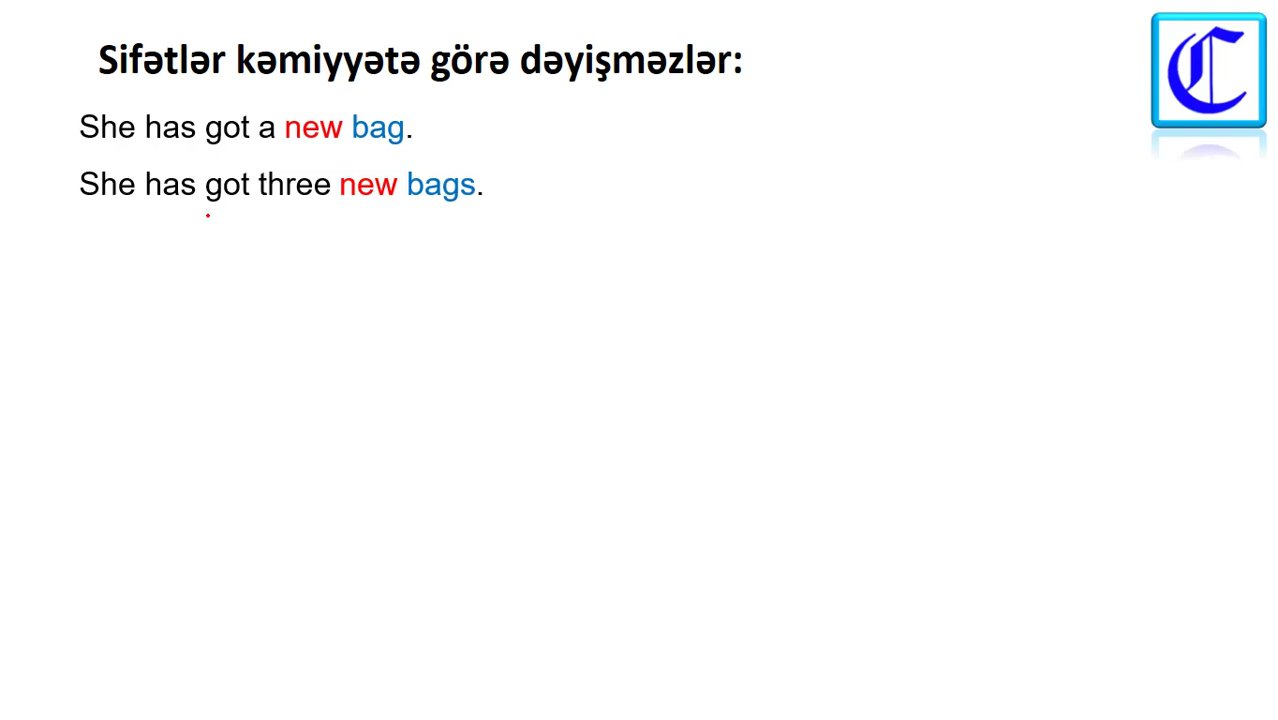 Sifətlər kəmiyyətə görə dəyişməzlər:
She has got a new bag.
She has got three new bags.
C